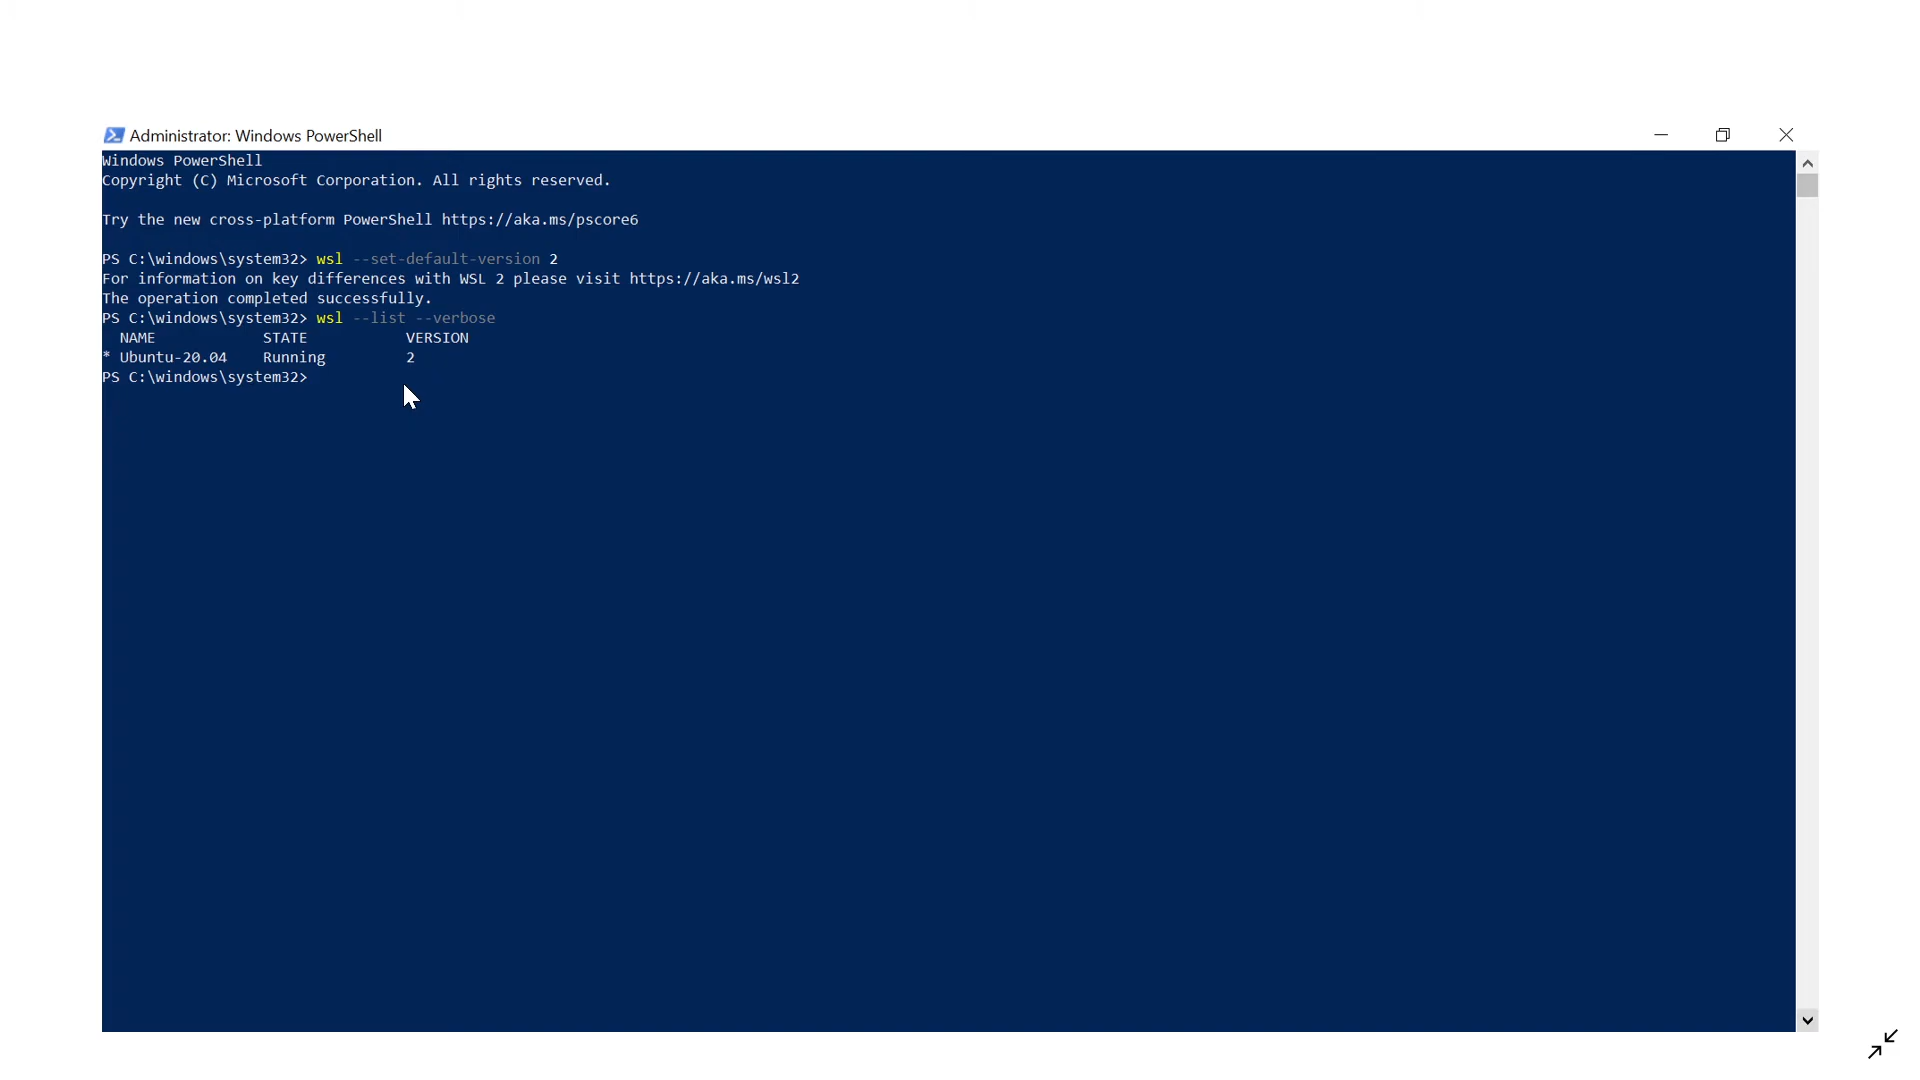 Administrator: Windows PowerShell
Windows PowerShell
Copyright (C) Microsoft Corporation. All rights reserved.
Try the new cross-platform PowerShell https://aka.ms/pscore6
PS C:\windows\system32> wsl --set-default-version 2
For information on key differences with WSL 2 please visit https://aka.ms/wsl2
The operation completed successfully.
PS C:\windows\system32> wsl --list --verbose
  NAME            STATE           VERSION
* Ubuntu-20.04    Running         2
PS C:\windows\system32>